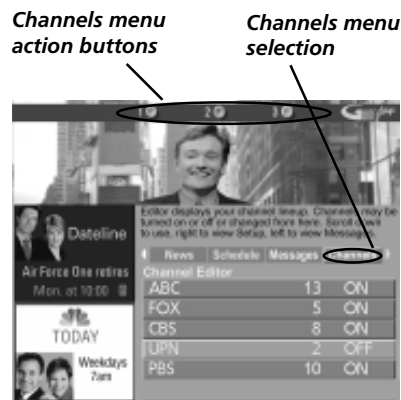 Channels menu
action buttons
Channels menu
selection
1 2 3
Editor displays your channel lineup. Channels may be
turned on or off or changed from here. Scroll down
to use, right to view Setup, left to view Messages.
Dateline
Air Force One retires
Mon. at 10:00
TODAY
Weekdays
7am
News Schedule Messages Channels
Channel Editor
ABC 13 ON
FOX 5 ON
CBS 8 ON
UPN 2 OFF
PBS 10 ON